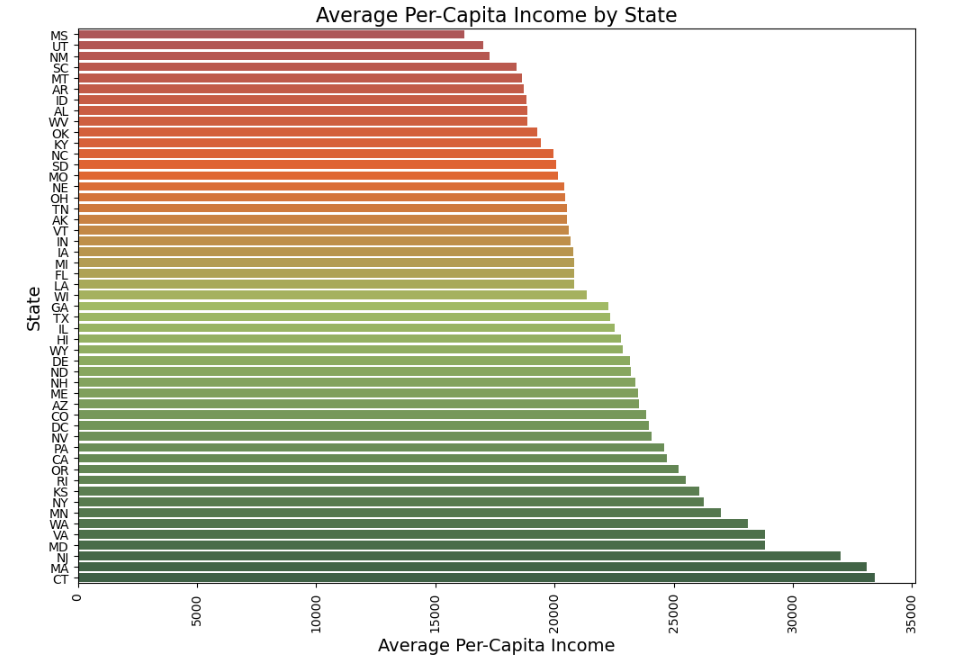 Average Per-Capita Income by State
MS
UT
NM
SC
MT
AR
ID
AL
WV
OK
KY
NC
SD
MO
NE
OH
TN
AK
VT
IN
IA
MI
FL
LA
WI
GA
TX
IL
HI
WY
DE
ND
NH
ME
AZ
CO
DC
NV
PA
CA
OR
RI
KS
NY
MN
WA
VA
MD
NJ
MA
CT
State
0
5000
10000
15000
20000
25000
30000
35000
Average Per-Capita Income